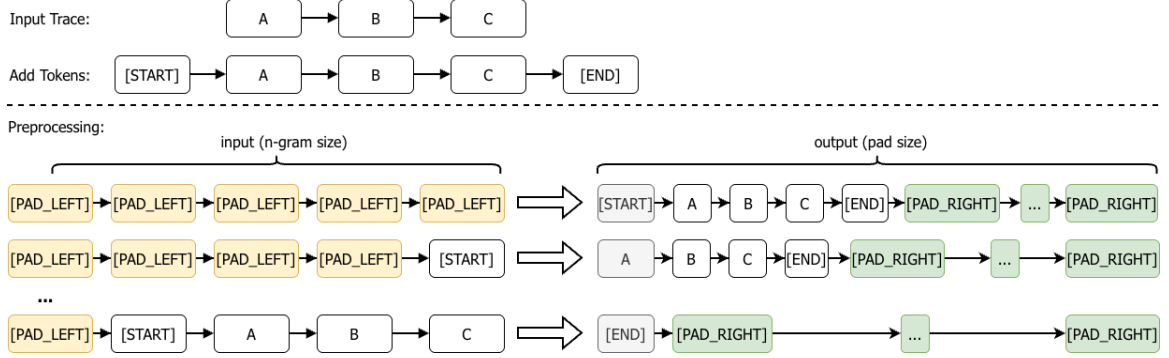 Input Trace: A B C
Add Tokens: [START] A B C [END]
Preprocessing:
input (n-gram size) output (pad size)
[PAD_LEFT] [PAD_LEFT] [PAD_LEFT] [PAD_LEFT] [PAD_LEFT] [START] A B C [END] [PAD_RIGHT] ... [PAD_RIGHT]
[PAD_LEFT] [PAD_LEFT] [PAD_LEFT] [PAD_LEFT] [START] A B C [END] [PAD_RIGHT] ... [PAD_RIGHT]
...
[PAD_LEFT] [START] A B C [END] [PAD_RIGHT] ... [PAD_RIGHT]